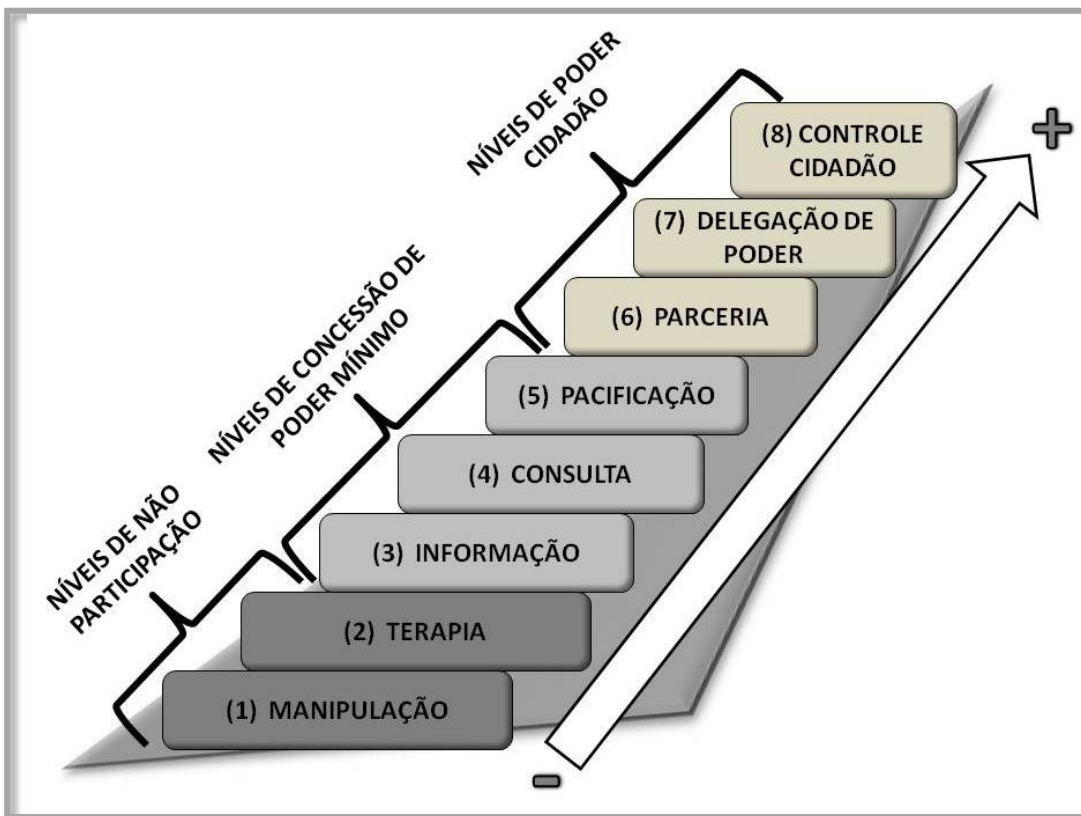 NÍVEIS DE PODER
CIDADÃO
NÍVEIS DE CONCESSÃO DE
PODER MÍNIMO
NÍVEIS DE NÃO
PARTICIPAÇÃO
(8) CONTROLE
CIDADÃO
(7) DELEGAÇÃO DE
PODER
(6) PARCERIA
(5) PACIFICAÇÃO
(4) CONSULTA
(3) INFORMAÇÃO
(2) TERAPIA
(1) MANIPULAÇÃO
+
-